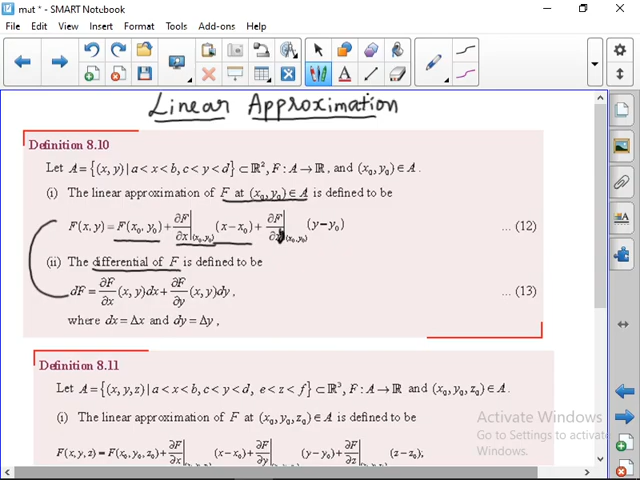 mut * - SMART Notebook
File Edit View Insert Format Tools Add-ons Help
Linear Approximation
Definition 8.10
Let A = {(x, y) | a < x < b, c < y < d} ⊂ ℝ², F : A → ℝ, and (x₀, y₀) ∈ A.
(i) The linear approximation of F at (x₀, y₀) ∈ A is defined to be
F(x, y) = F(x₀, y₀) + ∂F/∂x|(x₀, y₀) (x − x₀) + ∂F/∂x|(x₀, y₀) (y − y₀) ... (12)
(ii) The differential of F is defined to be
dF = ∂F/∂x (x, y)dx + ∂F/∂y (x, y)dy, ... (13)
where dx = Δx and dy = Δy,
Definition 8.11
Let A = {(x, y, z) | a < x < b, c < y < d, e < z < f} ⊂ ℝ³, F : A → ℝ and (x₀, y₀, z₀) ∈ A.
(i) The linear approximation of F at (x₀, y₀, z₀) ∈ A is defined to be
F(x, y, z) = F(x₀, y₀, z₀) + ∂F/∂x| (x − x₀) + ∂F/∂y| (y − y₀) + ∂F/∂z| (z − z₀);
Activate Windows
Go to Settings to activate
Windows.